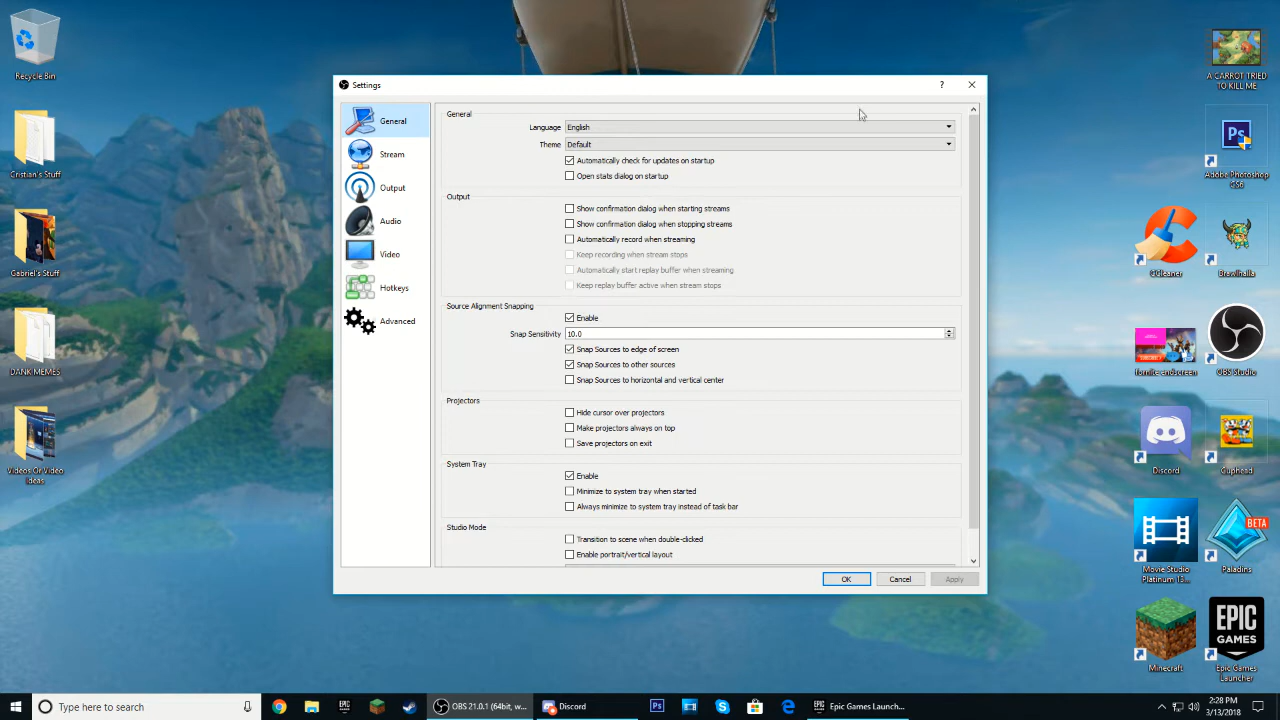 Recycle Bin
Cristian's Stuff
Gabriel's Stuff
DANK MEMES
Videos Or Video
Ideas
Settings
?
General
Stream
Output
Audio
Video
Hotkeys
Advanced
General
Language English
Theme Default
Automatically check for updates on startup
Open stats dialog on startup
Output
Show confirmation dialog when starting streams
Show confirmation dialog when stopping streams
Automatically record when streaming
Keep recording when stream stops
Automatically start replay buffer when streaming
Keep replay buffer active when stream stops
Source Alignment Snapping
Enable
Snap Sensitivity 10.0
Snap Sources to edge of screen
Snap Sources to other sources
Snap Sources to horizontal and vertical center
Projectors
Hide cursor over projectors
Make projectors always on top
Save projectors on exit
System Tray
Enable
Minimize to system tray when started
Always minimize to system tray instead of task bar
Studio Mode
Transition to scene when double-clicked
Enable portrait/vertical layout
OK Cancel Apply
A CARROT TRIED
TO KILL ME
Ps
Adobe Photoshop
CS6
CCleaner
Brawlhalla
fornite endscreen
OBS Studio
Discord
Cuphead
Movie Studio
Platinum 13...
BETA
Paladins
Minecraft
EPIC
GAMES
Epic Games
Launcher
Type here to search
OBS 21.0.1 (64bit, w...
Discord
Ps
Epic Games Launch...
2:28 PM
3/13/2018